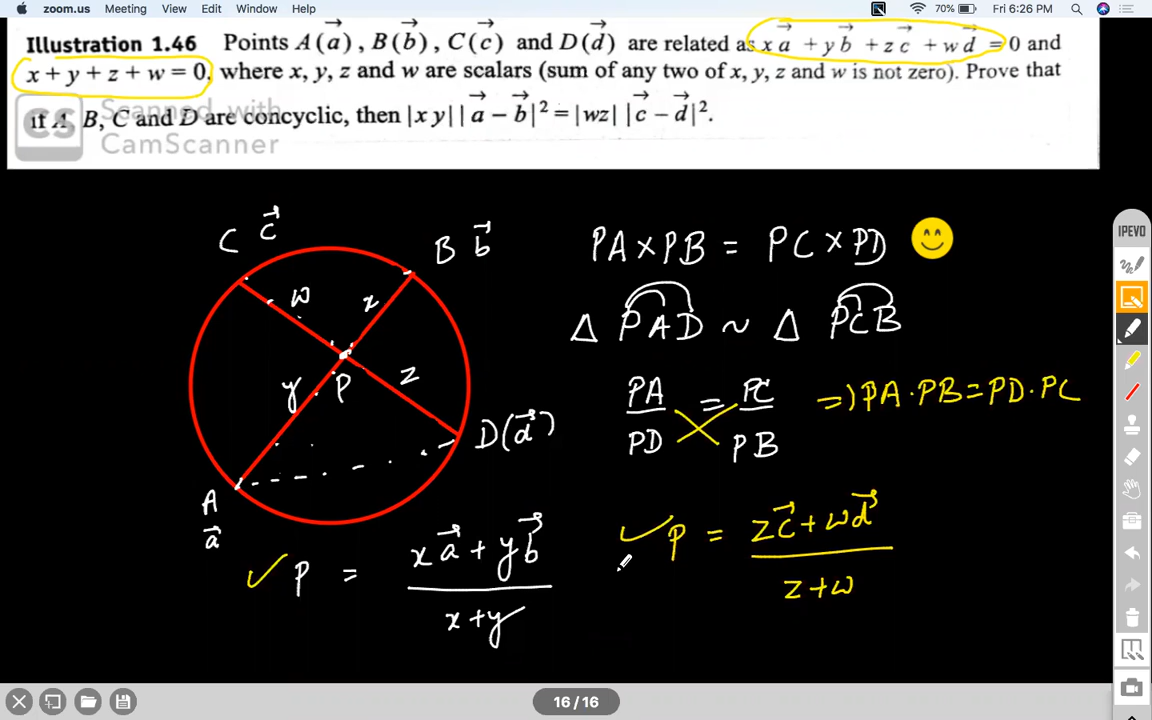 zoom.us Meeting View Edit Window Help 70% Fri 6:26 PM
Illustration 1.46 Points A(a⃗), B(b⃗), C(c⃗) and D(d⃗) are related as x a⃗ + y b⃗ + z c⃗ + w d⃗ = 0 and
x + y + z + w = 0, where x, y, z and w are scalars (sum of any two of x, y, z and w is not zero). Prove that
if A, B, C and D are concyclic, then |x y| |a⃗ − b⃗|² = |wz| |c⃗ − d⃗|².
CS Scanned with
CamScanner
C c⃗
B b⃗
w x
y P z
D(d⃗)
A
a⃗
PA × PB = PC × PD
Δ PAD ~ Δ PCB
PA/PD = PC/PB ⇒ PA · PB = PD · PC
✓ P = (x a⃗ + y b⃗)/(x + y)
✓ P = (z c⃗ + w d⃗)/(z + w)
IPEVO
16 / 16